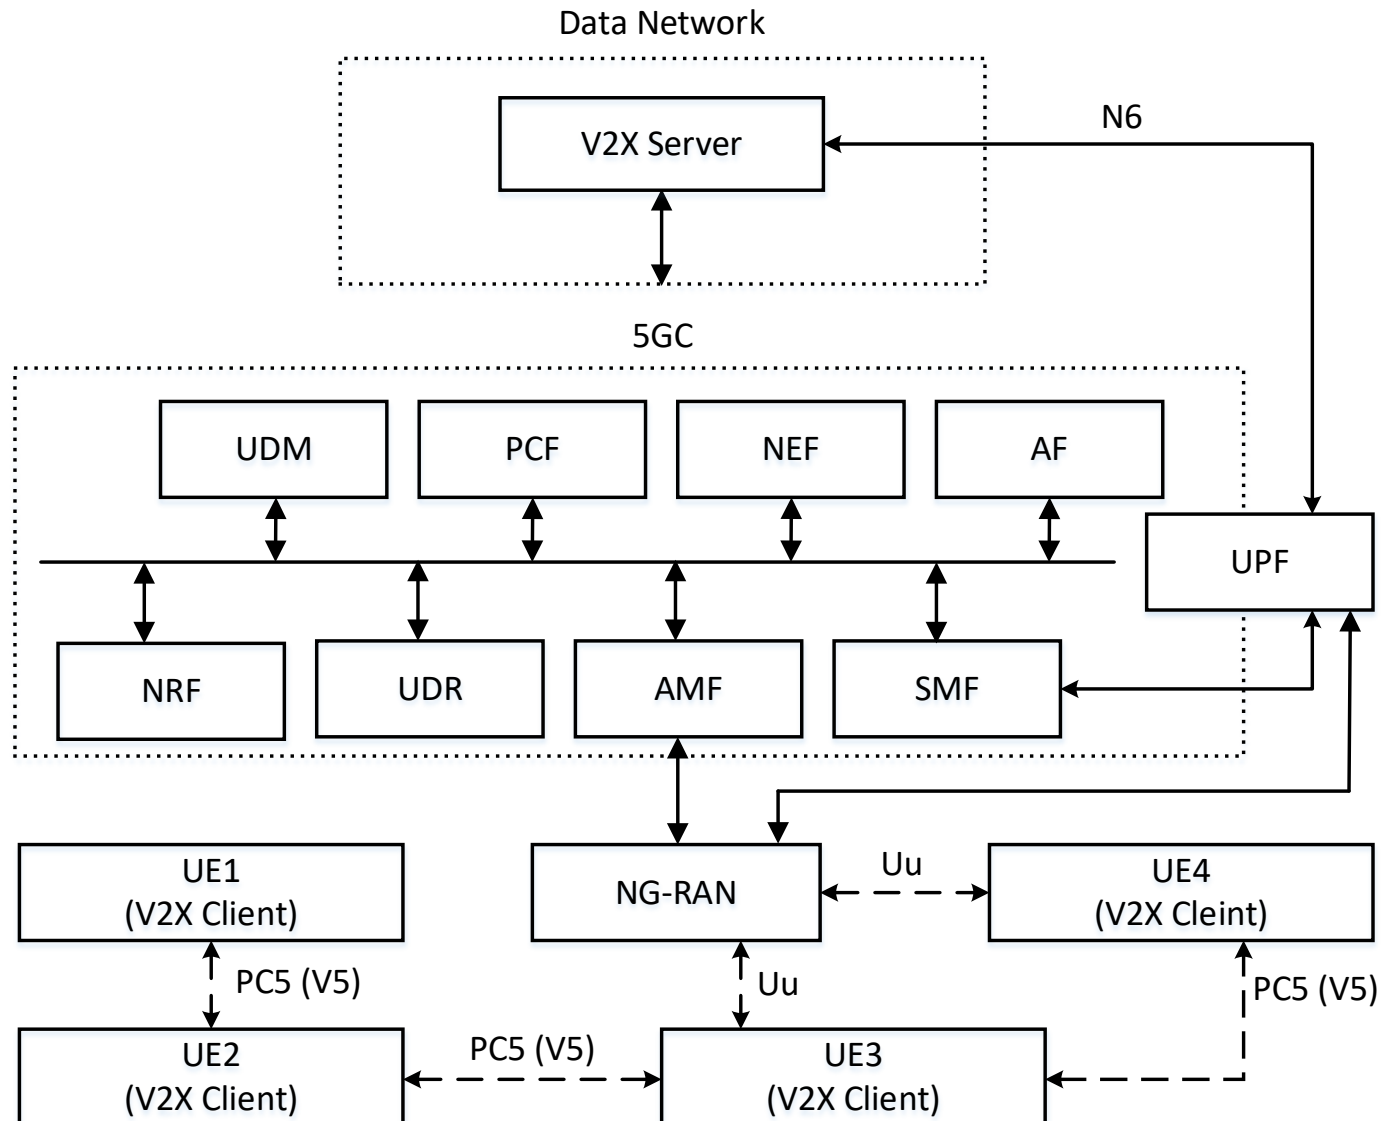 Data Network
V2X Server
N6
5GC
UDM
PCF
NEF
AF
UPF
NRF
UDR
AMF
SMF
UE1
(V2X Client)
NG-RAN
Uu
UE4
(V2X Cleint)
PC5 (V5)
Uu
PC5 (V5)
UE2
(V2X Client)
PC5 (V5)
UE3
(V2X Client)